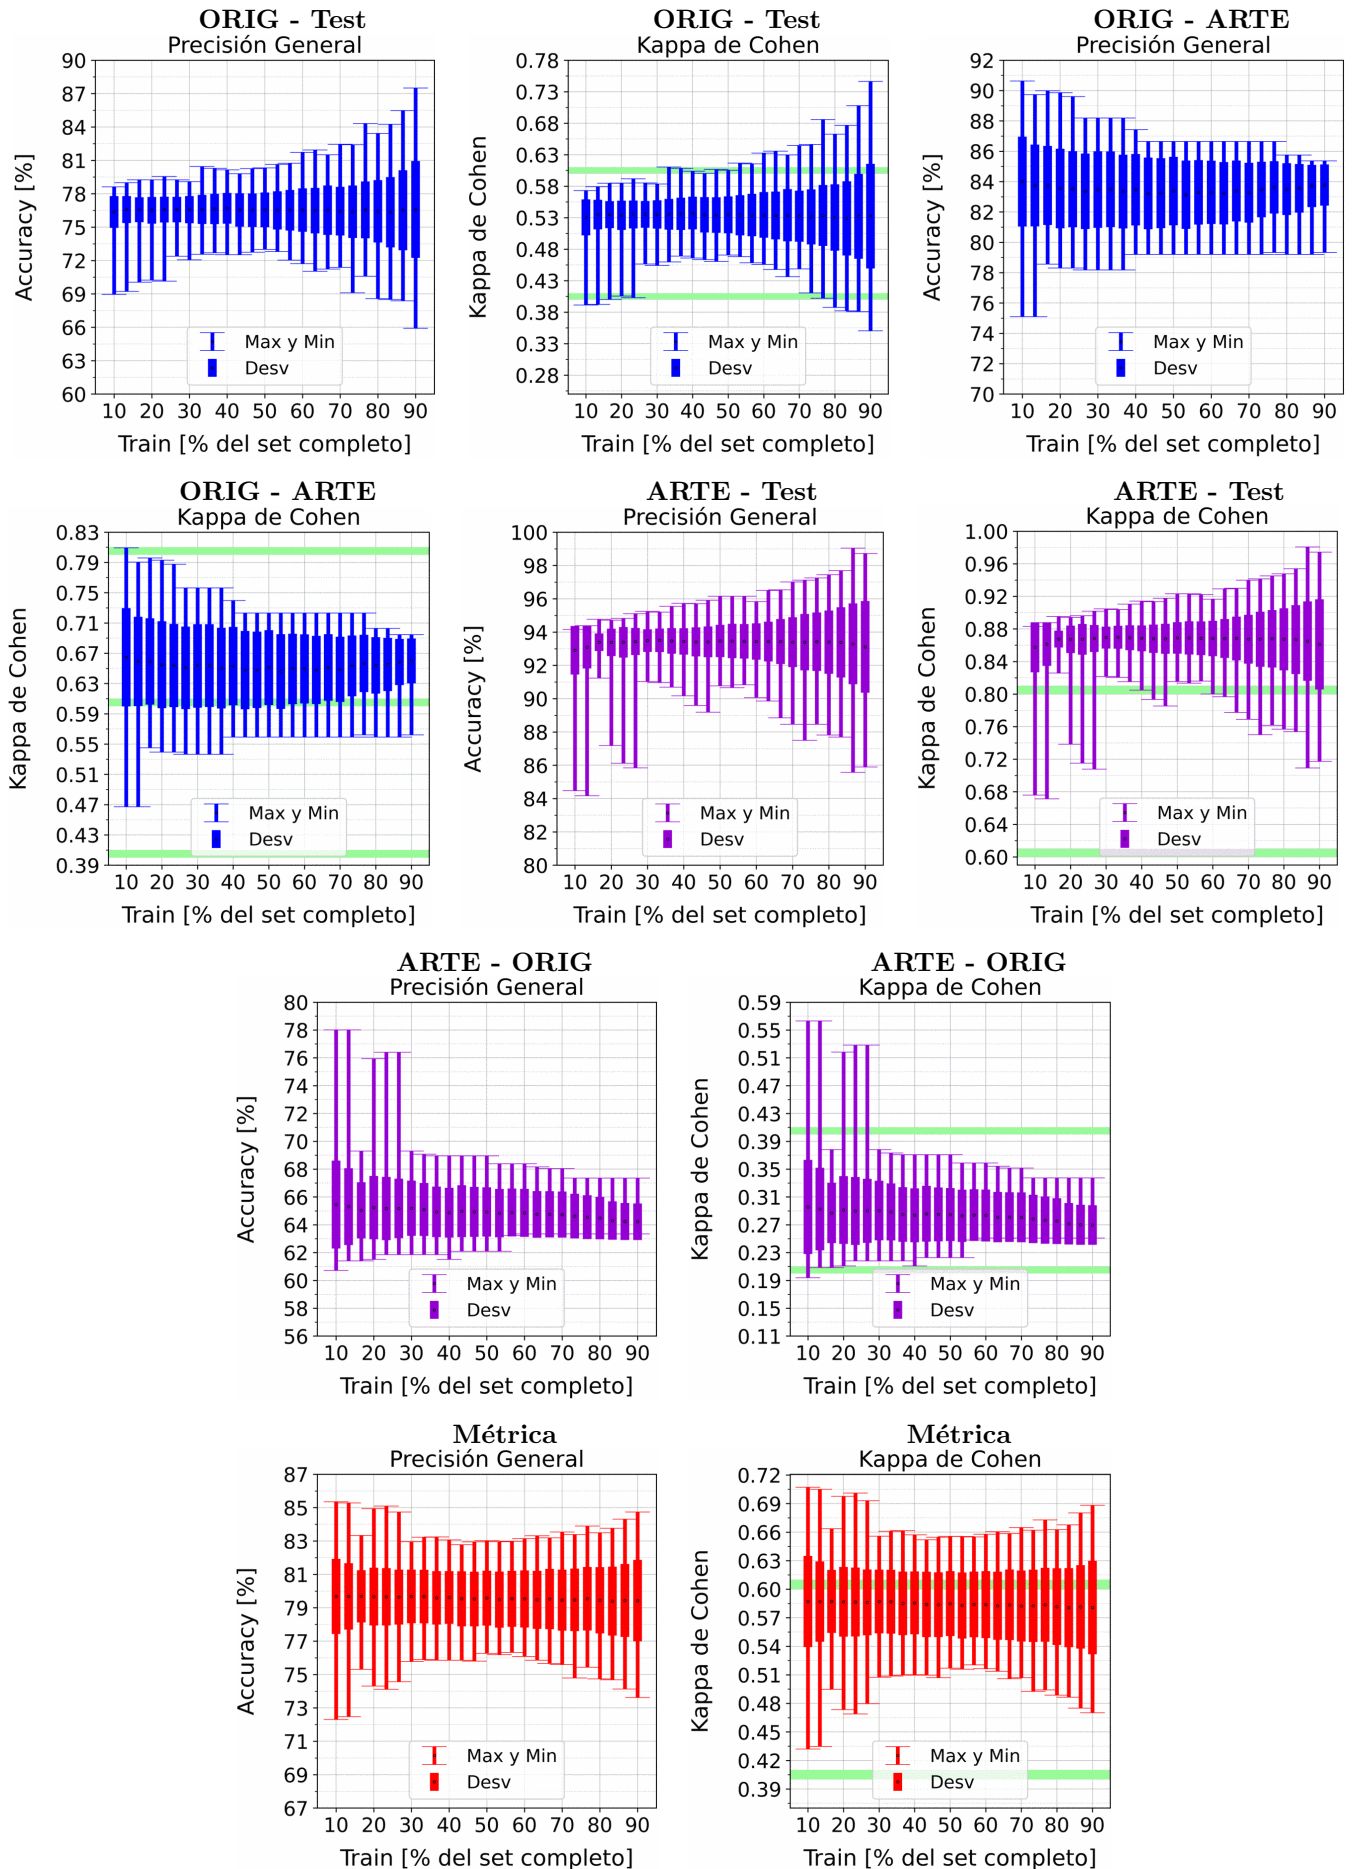 ORIG - Test
Precisión General
90
87
84
81
78
75
72
69
66
63
60
Accuracy [%]
Max y Min
Desv
10 20 30 40 50 60 70 80 90
Train [% del set completo]
ORIG - Test
Kappa de Cohen
0.78
0.73
0.68
0.63
0.58
0.53
0.48
0.43
0.38
0.33
0.28
Kappa de Cohen
Max y Min
Desv
10 20 30 40 50 60 70 80 90
Train [% del set completo]
ORIG - ARTE
Precisión General
92
90
88
86
84
82
80
78
76
74
72
70
Accuracy [%]
Max y Min
Desv
10 20 30 40 50 60 70 80 90
Train [% del set completo]
ORIG - ARTE
Kappa de Cohen
0.83
0.79
0.75
0.71
0.67
0.63
0.59
0.55
0.51
0.47
0.43
0.39
Kappa de Cohen
Max y Min
Desv
10 20 30 40 50 60 70 80 90
Train [% del set completo]
ARTE - Test
Precisión General
100
98
96
94
92
90
88
86
84
82
80
Accuracy [%]
Max y Min
Desv
10 20 30 40 50 60 70 80 90
Train [% del set completo]
ARTE - Test
Kappa de Cohen
1.00
0.96
0.92
0.88
0.84
0.80
0.76
0.72
0.68
0.64
0.60
Kappa de Cohen
Max y Min
Desv
10 20 30 40 50 60 70 80 90
Train [% del set completo]
ARTE - ORIG
Precisión General
80
78
76
74
72
70
68
66
64
62
60
58
56
Accuracy [%]
Max y Min
Desv
10 20 30 40 50 60 70 80 90
Train [% del set completo]
ARTE - ORIG
Kappa de Cohen
0.59
0.55
0.51
0.47
0.43
0.39
0.35
0.31
0.27
0.23
0.19
0.15
0.11
Kappa de Cohen
Max y Min
Desv
10 20 30 40 50 60 70 80 90
Train [% del set completo]
Métrica
Precisión General
87
85
83
81
79
77
75
73
71
69
67
Accuracy [%]
Max y Min
Desv
10 20 30 40 50 60 70 80 90
Train [% del set completo]
Métrica
Kappa de Cohen
0.72
0.69
0.66
0.63
0.60
0.57
0.54
0.51
0.48
0.45
0.42
0.39
Kappa de Cohen
Max y Min
Desv
10 20 30 40 50 60 70 80 90
Train [% del set completo]